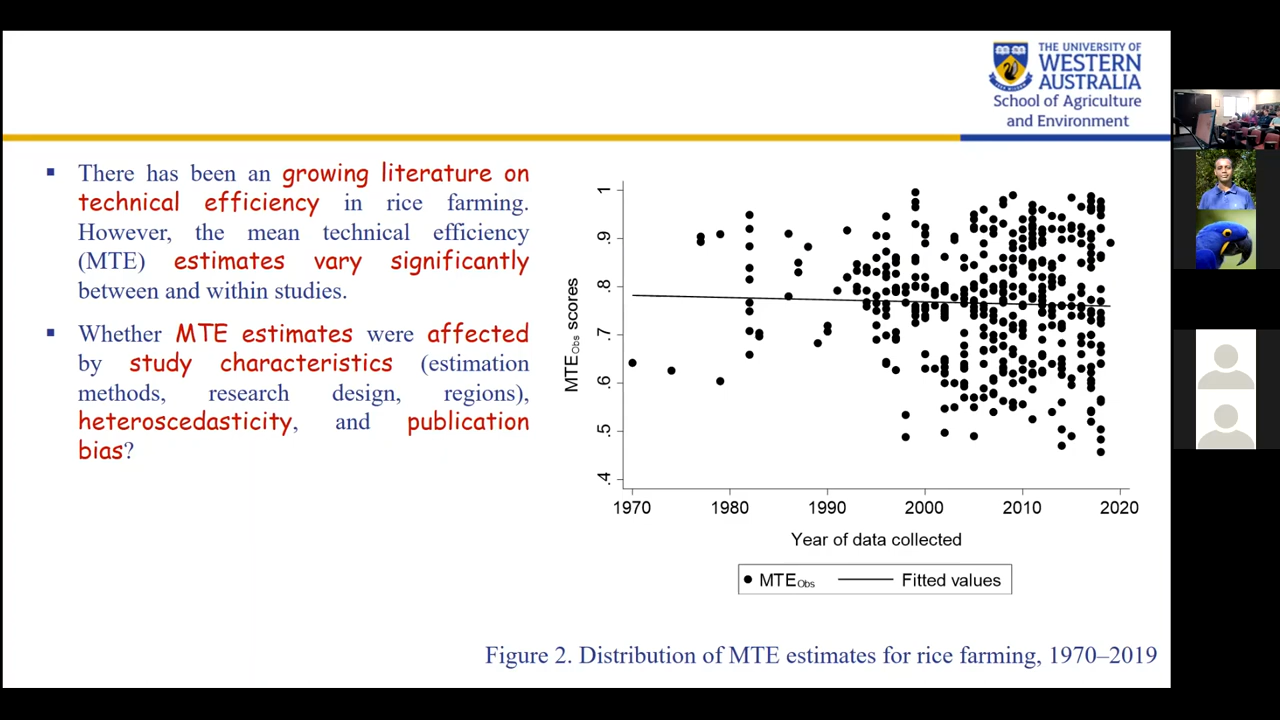 THE UNIVERSITY OF
WESTERN
AUSTRALIA
School of Agriculture
and Environment
▪ There has been an growing literature on
technical efficiency in rice farming.
However, the mean technical efficiency
(MTE) estimates vary significantly
between and within studies.
▪ Whether MTE estimates were affected
by study characteristics (estimation
methods, research design, regions),
heteroscedasticity, and publication
bias?
MTEObs scores
1
.9
.8
.7
.6
.5
.4
1970 1980 1990 2000 2010 2020
Year of data collected
MTEObs Fitted values
Figure 2. Distribution of MTE estimates for rice farming, 1970–2019